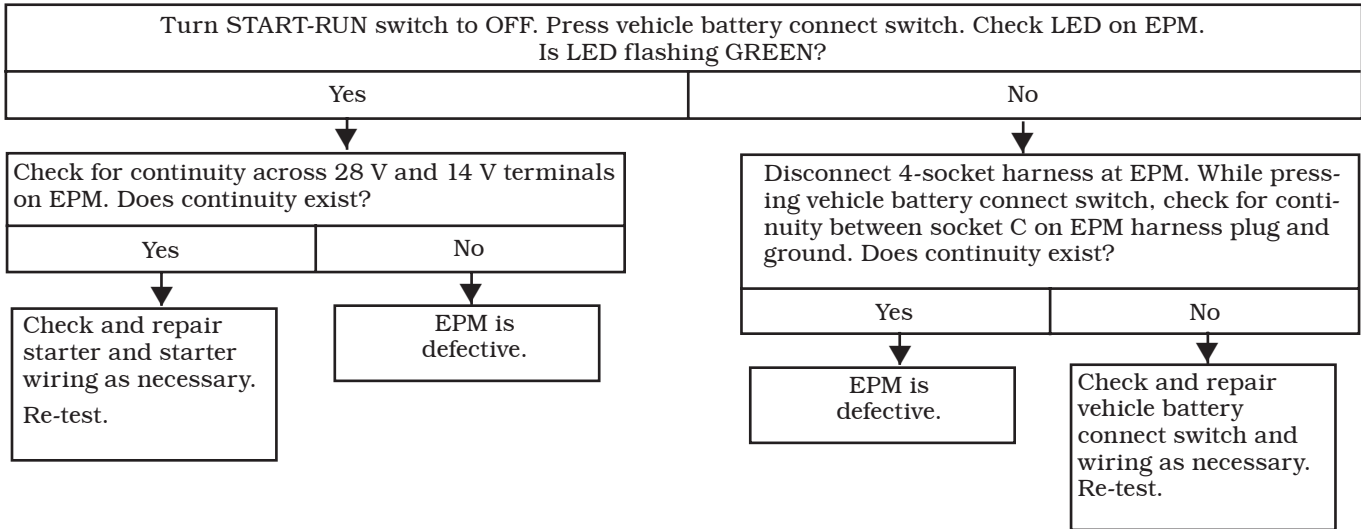 Turn START-RUN switch to OFF. Press vehicle battery connect switch. Check LED on EPM.
Is LED flashing GREEN?
Yes
No
Check for continuity across 28 V and 14 V terminals
on EPM. Does continuity exist?
Yes
No
Check and repair
starter and starter
wiring as necessary.
Re-test.
EPM is
defective.
Disconnect 4-socket harness at EPM. While press-
ing vehicle battery connect switch, check for conti-
nuity between socket C on EPM harness plug and
ground. Does continuity exist?
Yes
No
EPM is
defective.
Check and repair
vehicle battery
connect switch and
wiring as necessary.
Re-test.